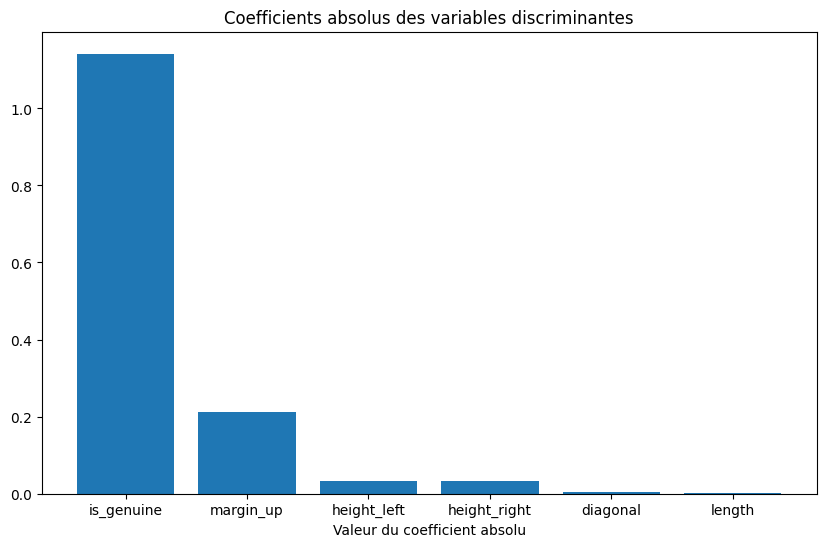 Coefficients absolus des variables discriminantes
1.0
0.8
0.6
0.4
0.2
0.0
is_genuine margin_up height_left height_right diagonal length
Valeur du coefficient absolu